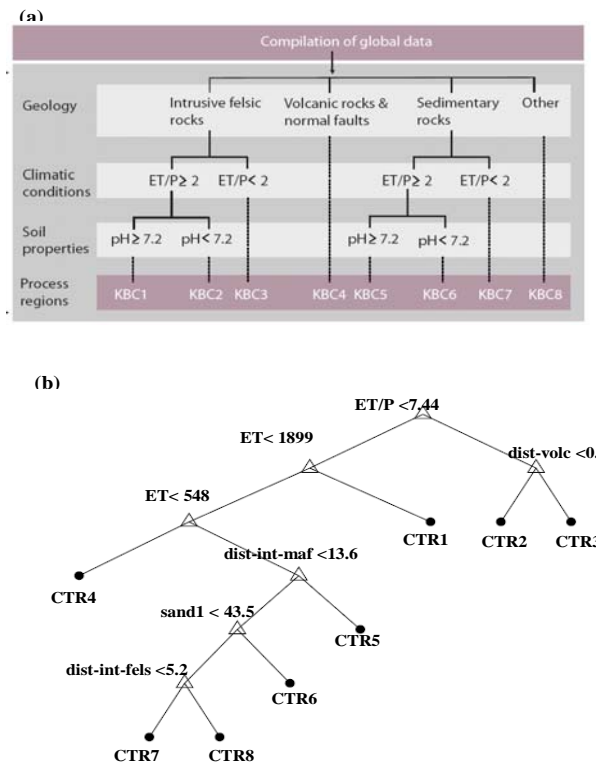 (a)
Compilation of global data
Geology
Intrusive felsic
rocks
Volcanic rocks &
normal faults
Sedimentary
rocks
Other
Climatic
conditions
ET/P≥ 2
ET/P< 2
ET/P≥ 2
ET/P< 2
Soil
properties
pH≥ 7.2
pH< 7.2
pH≥ 7.2
pH< 7.2
Process
regions
KBC1
KBC2
KBC3
KBC4
KBC5
KBC6
KBC7
KBC8
(b)
ET/P <7.44
ET< 1899
dist-volc <0.
ET< 548
CTR1
CTR2
CTR3
dist-int-maf <13.6
CTR4
sand1 < 43.5
CTR5
dist-int-fels <5.2
CTR6
CTR7
CTR8